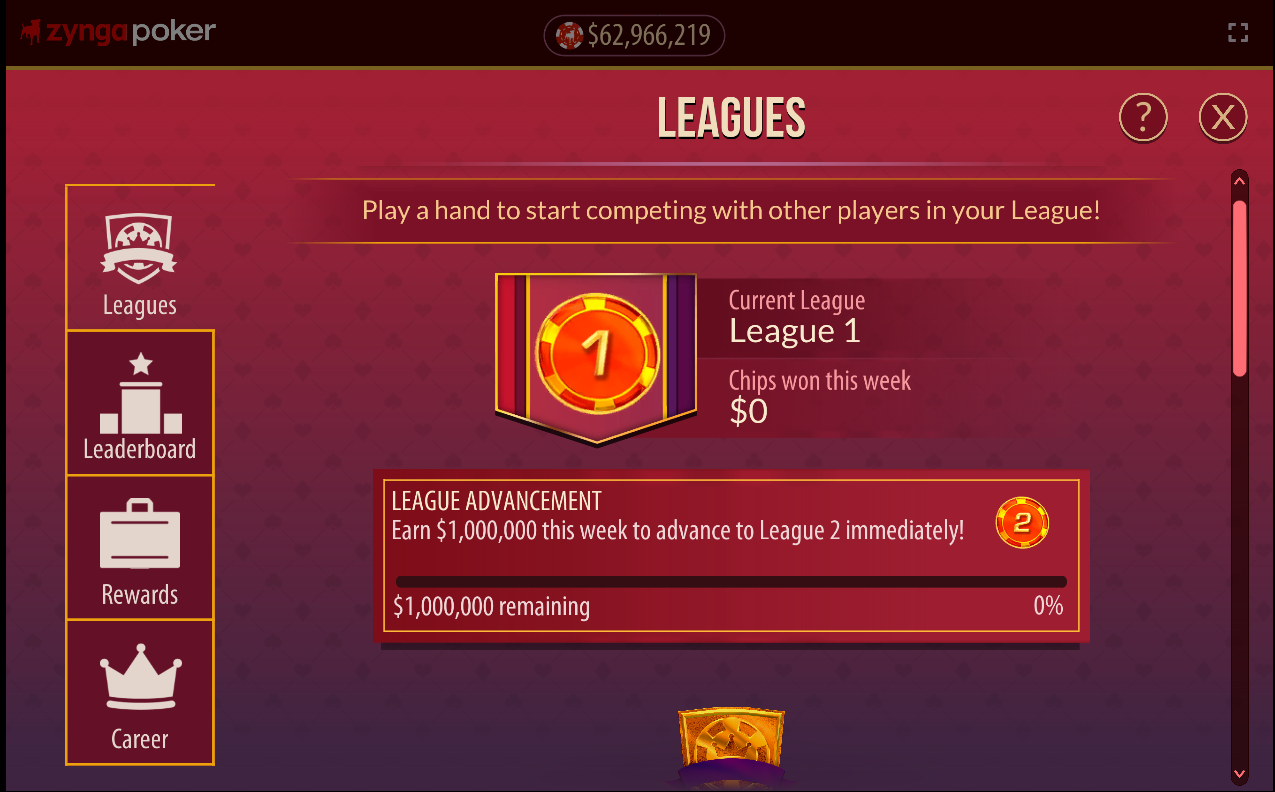 zyngapoker
$62,966,219
LEAGUES
?
X
Play a hand to start competing with other players in your League!
Leagues
1
Current League
League 1
Chips won this week
$0
Leaderboard
LEAGUE ADVANCEMENT
Earn $1,000,000 this week to advance to League 2 immediately!
2
$1,000,000 remaining
0%
Rewards
Career